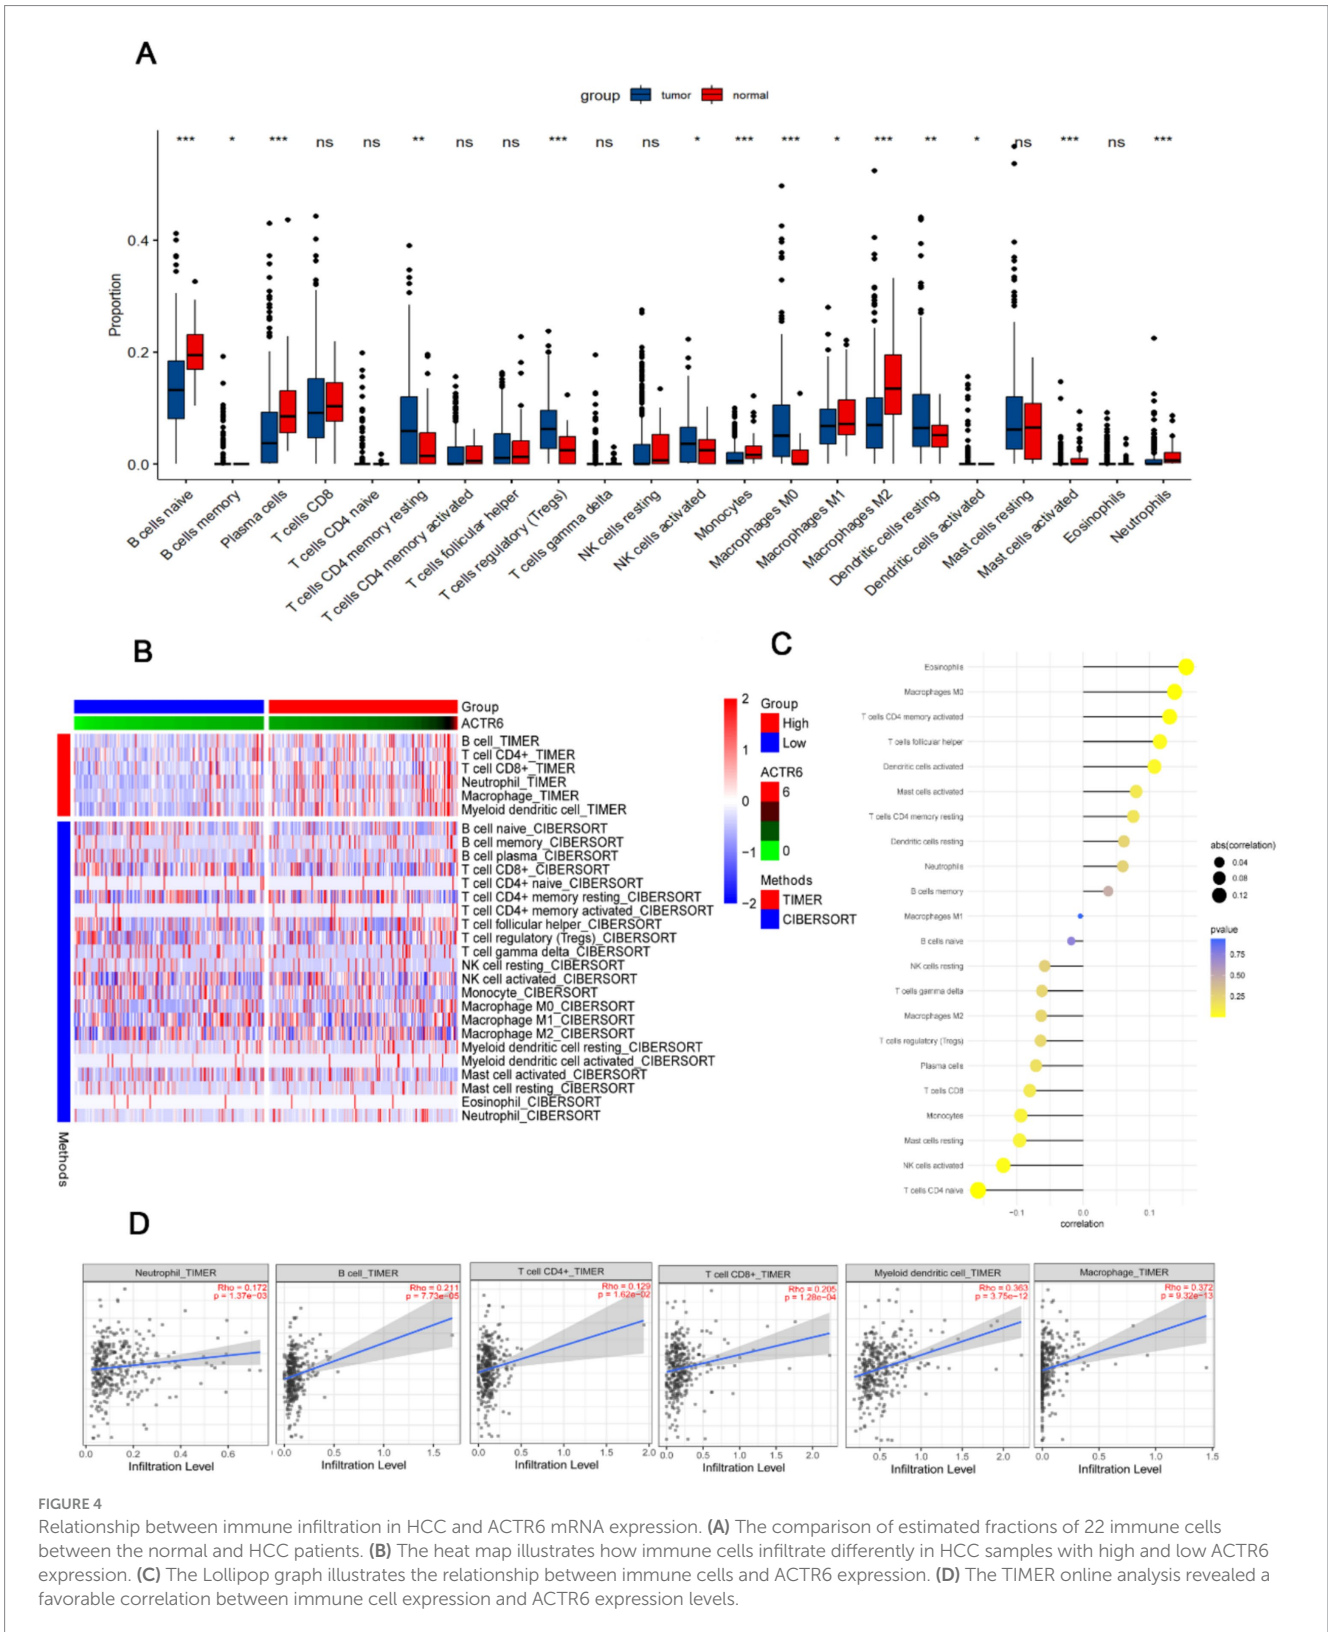 A
group tumor normal
*** * *** ns ns ** ns ns *** ns ns * *** *** * *** ** * ns *** ns ***
Proportion
0.4
0.2
0.0
B cells naive
B cells memory
Plasma cells
T cells CD8
T cells CD4 naive
T cells CD4 memory resting
T cells CD4 memory activated
T cells follicular helper
T cells regulatory (Tregs)
T cells gamma delta
NK cells resting
NK cells activated
Monocytes
Macrophages M0
Macrophages M1
Macrophages M2
Dendritic cells resting
Dendritic cells activated
Mast cells resting
Mast cells activated
Eosinophils
Neutrophils
B
Group
ACTR6
B cell_TIMER
T cell CD4+_TIMER
T cell CD8+_TIMER
Neutrophil_TIMER
Macrophage_TIMER
Myeloid dendritic cell_TIMER
B cell naive_CIBERSORT
B cell memory_CIBERSORT
B cell plasma_CIBERSORT
T cell CD8+_CIBERSORT
T cell CD4+ naive_CIBERSORT
T cell CD4+ memory resting_CIBERSORT
T cell CD4+ memory activated_CIBERSORT
T cell follicular helper_CIBERSORT
T cell regulatory (Tregs)_CIBERSORT
T cell gamma delta_CIBERSORT
NK cell resting_CIBERSORT
NK cell activated_CIBERSORT
Monocyte_CIBERSORT
Macrophage M0_CIBERSORT
Macrophage M1_CIBERSORT
Macrophage M2_CIBERSORT
Myeloid dendritic cell resting_CIBERSORT
Myeloid dendritic cell activated_CIBERSORT
Mast cell activated_CIBERSORT
Mast cell resting_CIBERSORT
Eosinophil_CIBERSORT
Neutrophil_CIBERSORT
Methods
2
1
0
−1
−2
Group
High
Low
ACTR6
6
0
Methods
TIMER
CIBERSORT
C
Eosinophils
Macrophages M0
T cells CD4 memory activated
T cells follicular helper
Dendritic cells activated
Mast cells activated
T cells CD4 memory resting
Dendritic cells resting
Neutrophils
B cells memory
Macrophages M1
B cells naive
NK cells resting
T cells gamma delta
Macrophages M2
T cells regulatory (Tregs)
Plasma cells
T cells CD8
Monocytes
Mast cells resting
NK cells activated
T cells CD4 naive
−0.1 0.0 0.1
correlation
abs(correlation)
0.04
0.08
0.12
pvalue
0.75
0.50
0.25
D
Neutrophil_TIMER
Rho = 0.172
p = 1.37e−03
0.0 0.2 0.4 0.6
Infiltration Level
B cell_TIMER
Rho = 0.211
p = 7.73e−05
0.0 0.5 1.0 1.5
Infiltration Level
T cell CD4+_TIMER
Rho = 0.129
p = 1.62e−02
0.0 0.5 1.0 1.5 2.0
Infiltration Level
T cell CD8+_TIMER
Rho = 0.205
p = 1.28e−04
0.0 0.5 1.0 1.5 2.0
Infiltration Level
Myeloid dendritic cell_TIMER
Rho = 0.363
p = 3.75e−12
0.5 1.0 1.5 2.0
Infiltration Level
Macrophage_TIMER
Rho = 0.372
p = 9.32e−13
0.0 0.5 1.0 1.5
Infiltration Level
FIGURE 4
Relationship between immune infiltration in HCC and ACTR6 mRNA expression. (A) The comparison of estimated fractions of 22 immune cells
between the normal and HCC patients. (B) The heat map illustrates how immune cells infiltrate differently in HCC samples with high and low ACTR6
expression. (C) The Lollipop graph illustrates the relationship between immune cells and ACTR6 expression. (D) The TIMER online analysis revealed a
favorable correlation between immune cell expression and ACTR6 expression levels.